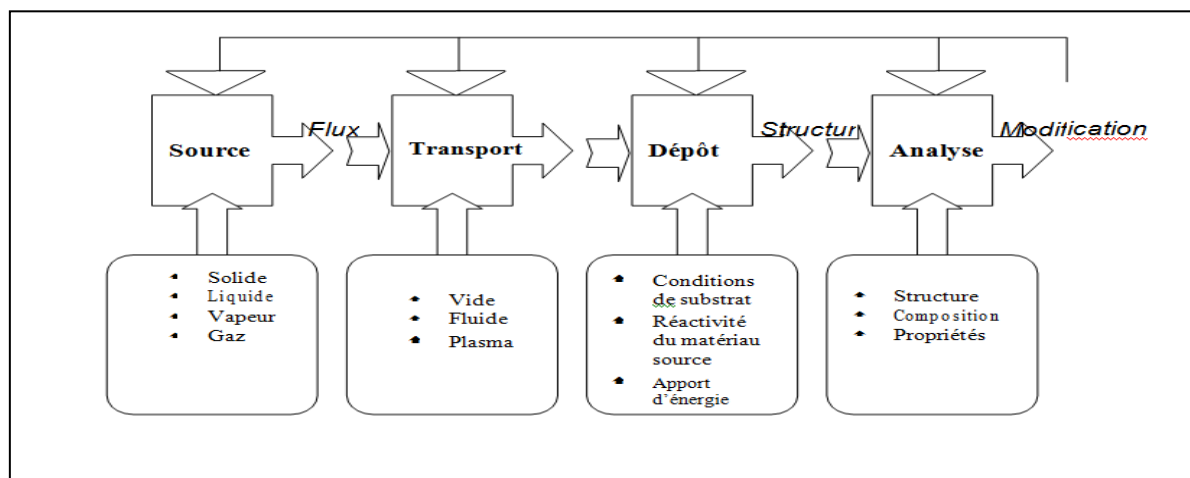 Flux
Structur
Modification
Source
Transport
Dépôt
Analyse
Solide
Liquide
Vapeur
Gaz
Vide
Fluide
Plasma
Conditions
de substrat
Réactivité
du matériau
source
Apport
d’énergie
Structure
Composition
Propriétés